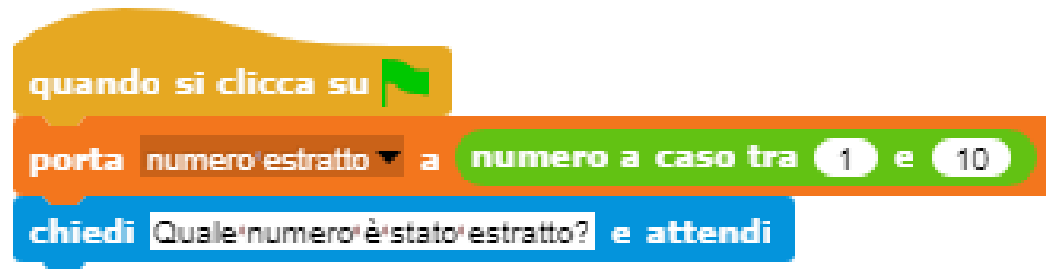 quando si clicca su
porta numero estratto a numero a caso tra 1 e 10
chiedi Quale numero è stato estratto? e attendi